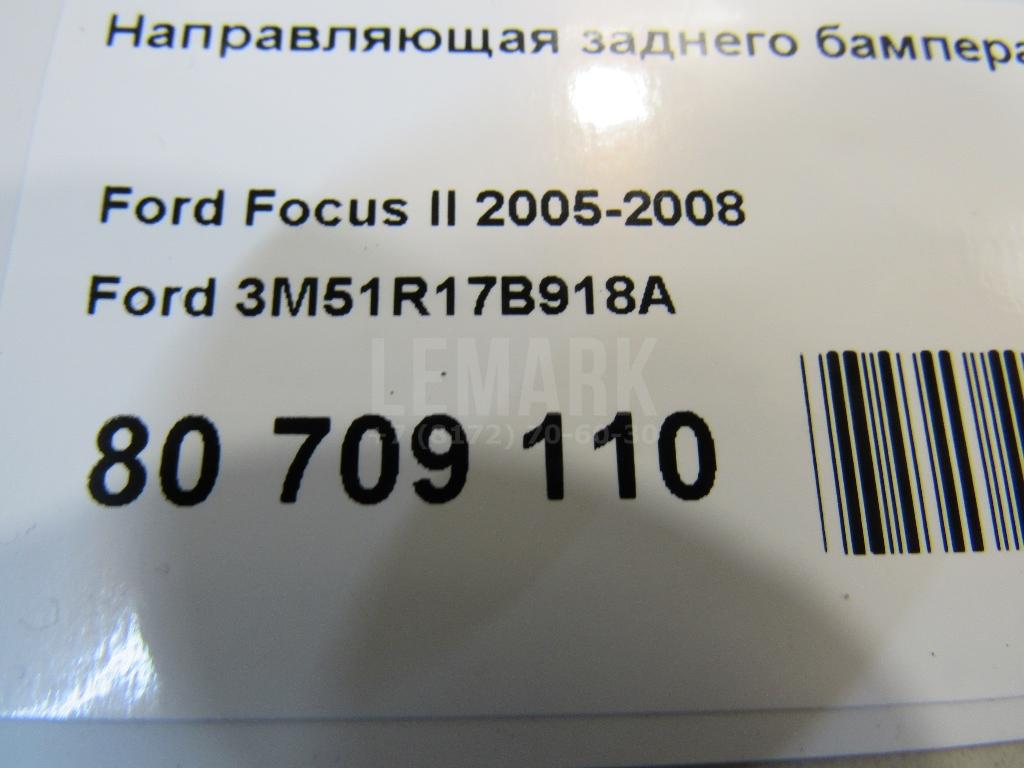 Направляющая заднего бампера
Ford Focus II 2005-2008
Ford 3M51R17B918A
LEMARK
80 709 110